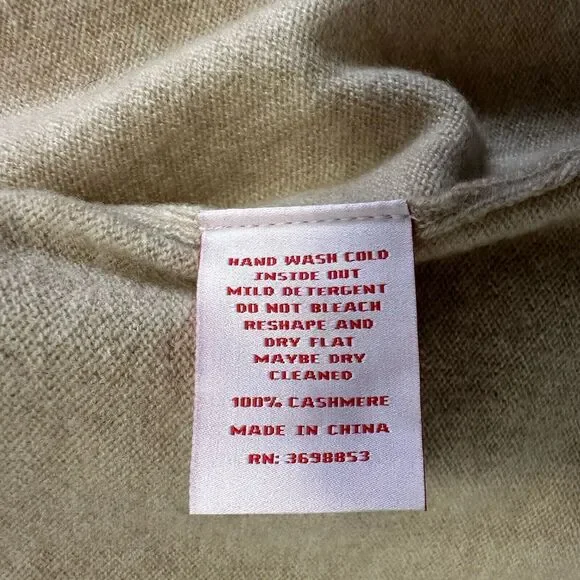 HAND WASH COLD
INSIDE OUT
MILD DETERGENT
DO NOT BLEACH
RESHAPE AND
DRY FLAT
MAYBE DRY
CLEANED
100% CASHMERE
MADE IN CHINA
RN: 3698853